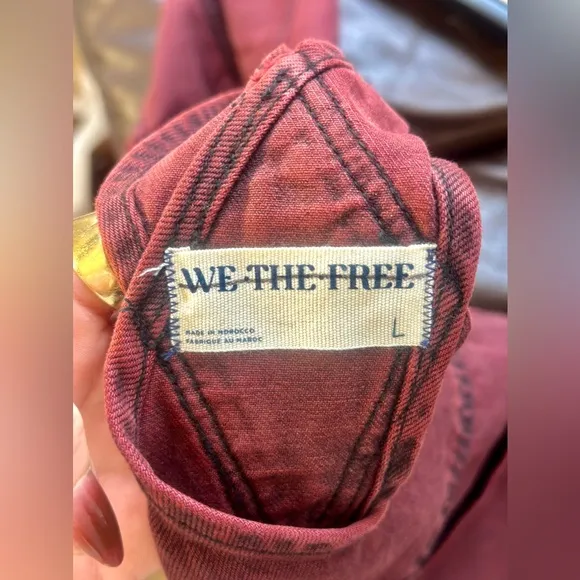 WE THE FREE
MADE IN MOROCCO
FABRIQUÉ AU MAROC
L